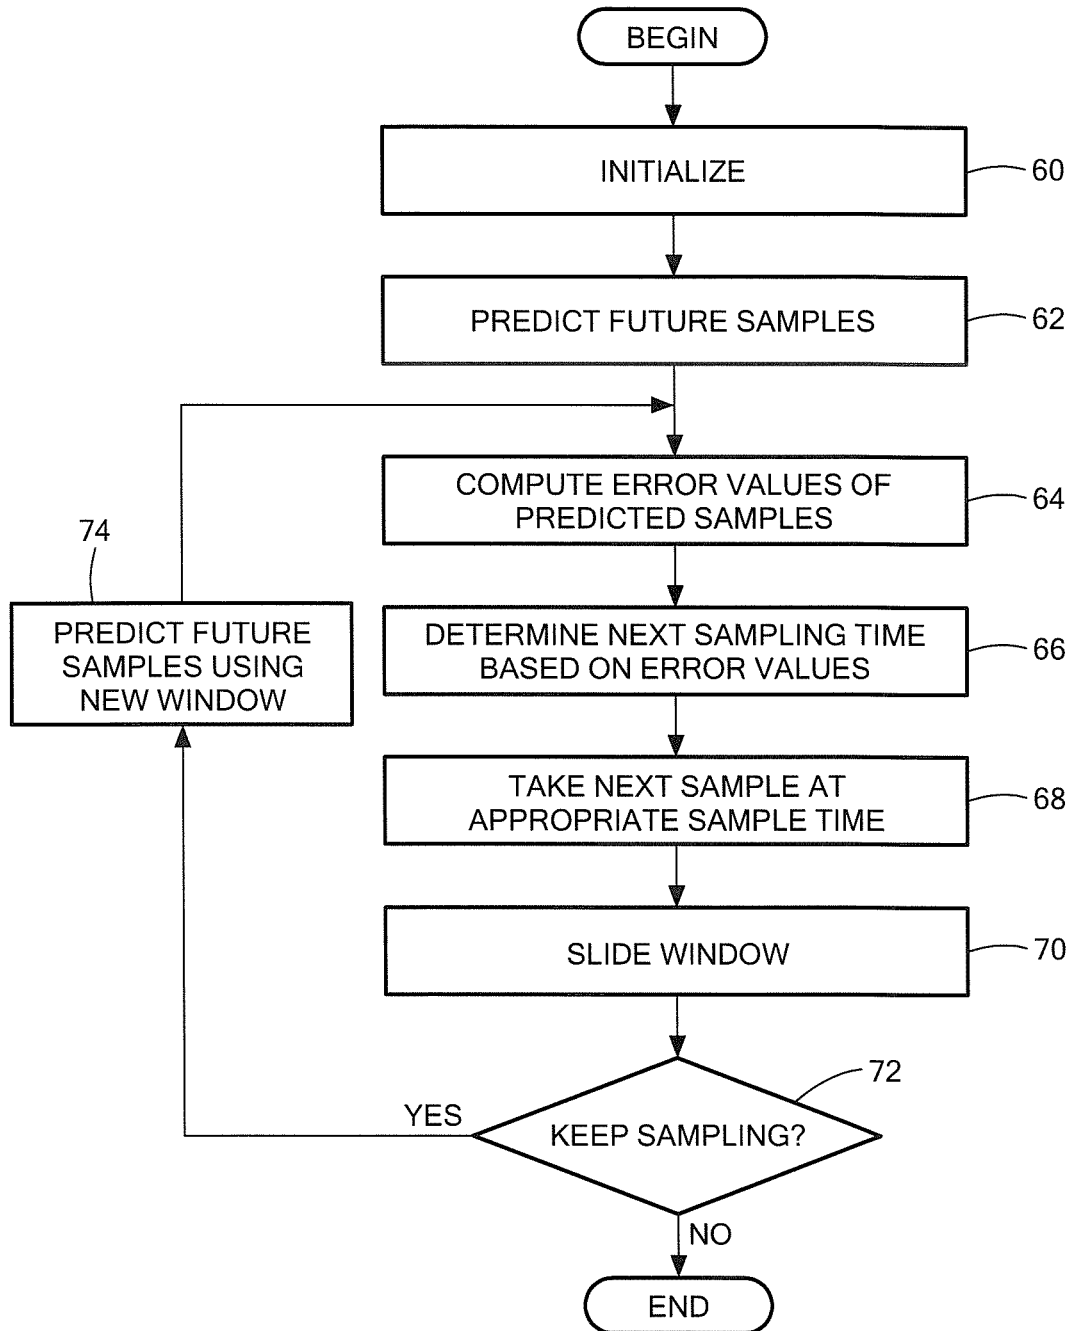 BEGIN
INITIALIZE
60
PREDICT FUTURE SAMPLES
62
COMPUTE ERROR VALUES OF
PREDICTED SAMPLES
64
74
PREDICT FUTURE
SAMPLES USING
NEW WINDOW
DETERMINE NEXT SAMPLING TIME
BASED ON ERROR VALUES
66
TAKE NEXT SAMPLE AT
APPROPRIATE SAMPLE TIME
68
SLIDE WINDOW
70
72
YES
KEEP SAMPLING?
NO
END